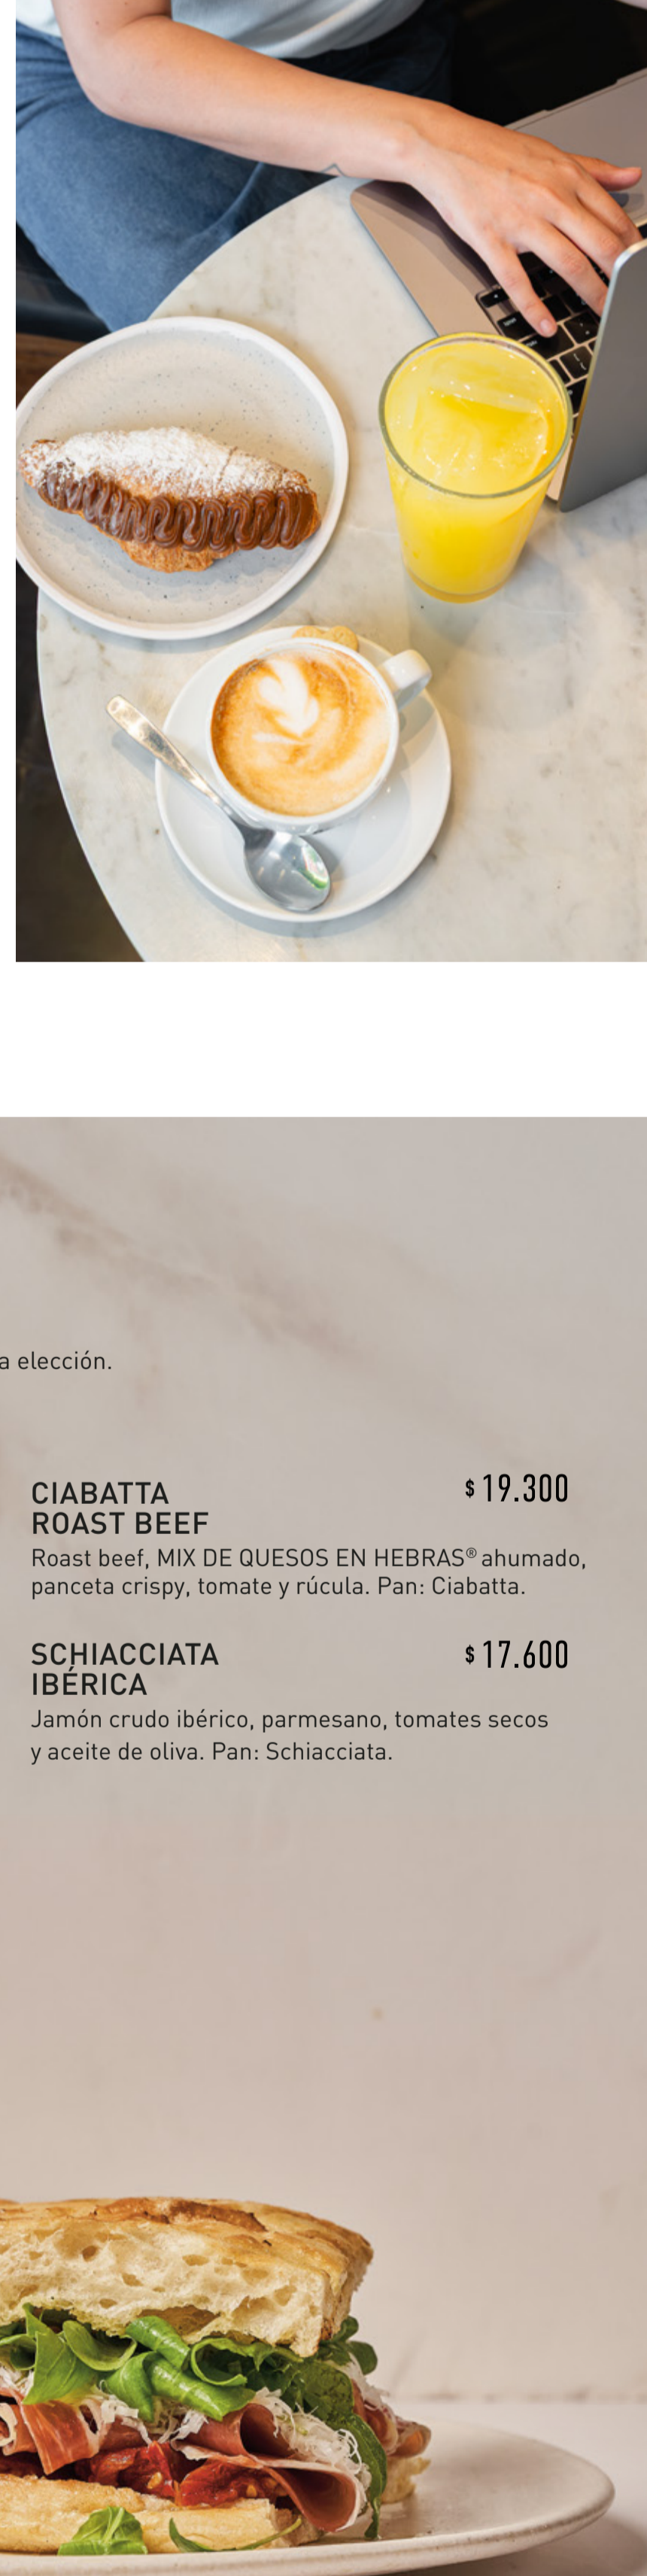 a elección.
CIABATTA
ROAST BEEF
$ 19.300
Roast beef, MIX DE QUESOS EN HEBRAS® ahumado,
panceta crispy, tomate y rúcula. Pan: Ciabatta.
SCHIACCIATA
IBÉRICA
$ 17.600
Jamón crudo ibérico, parmesano, tomates secos
y aceite de oliva. Pan: Schiacciata.